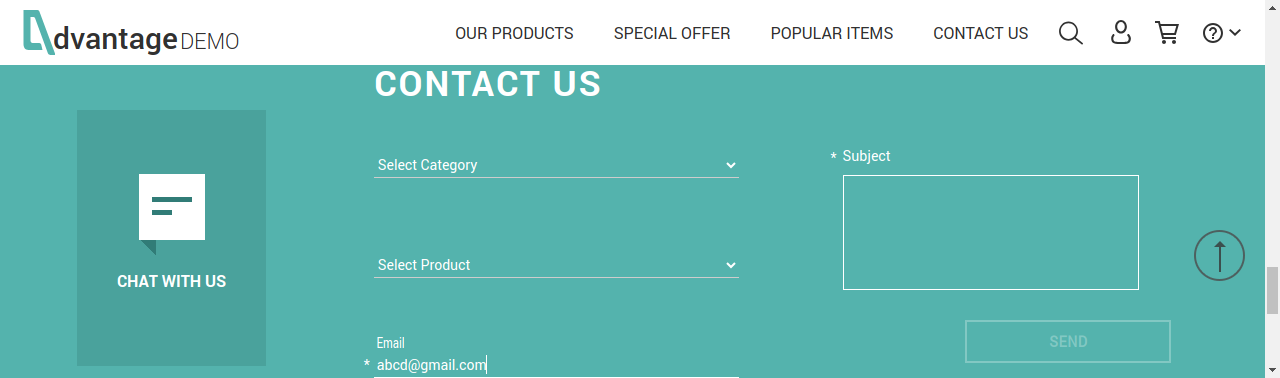 dvantage DEMO
OUR PRODUCTS
SPECIAL OFFER
POPULAR ITEMS
CONTACT US
CONTACT US
CHAT WITH US
Select Category
Select Product
Email
* abcd@gmail.com
* Subject
SEND